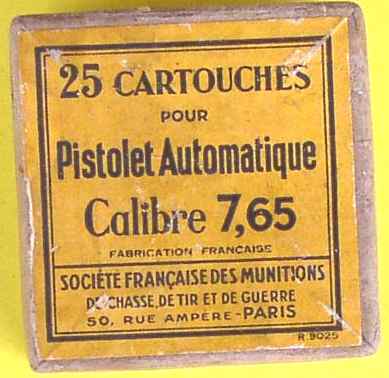 25 CARTOUCHES
POUR
Pistolet Automatique
Calibre 7,65
FABRICATION FRANÇAISE
SOCIÉTÉ FRANÇAISE DES MUNITIONS
DE CHASSE, DE TIR ET DE GUERRE
50, RUE AMPÈRE-PARIS
R 9025